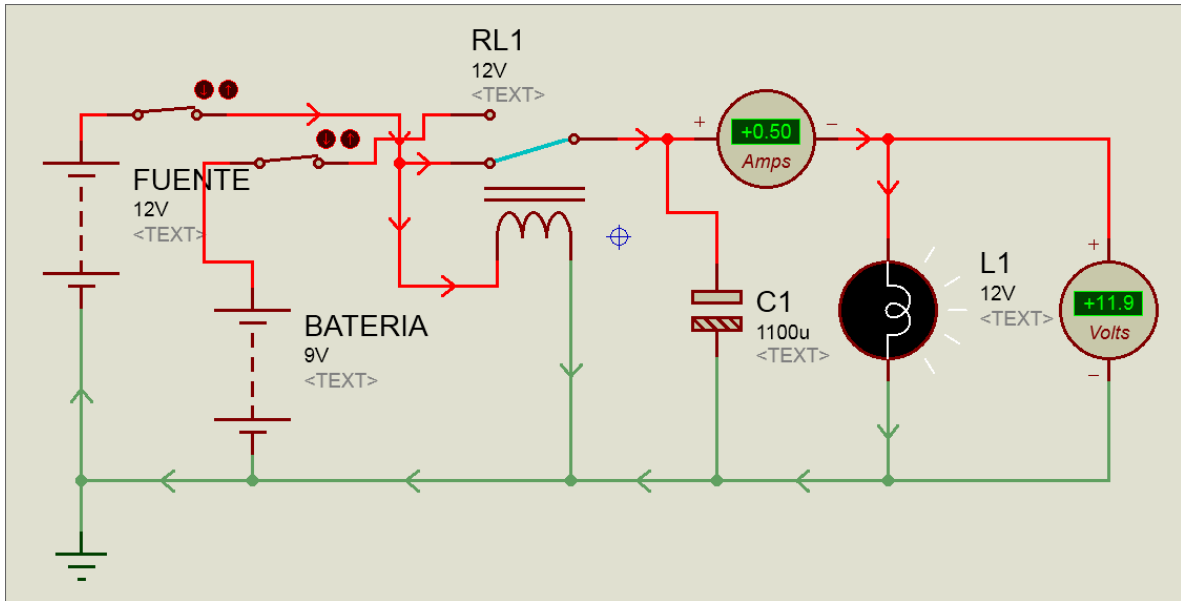 RL1
12V
<TEXT>
+ +0.50 −
Amps
FUENTE
12V
<TEXT>
BATERIA
9V
<TEXT>
C1
1100u
<TEXT>
L1
12V
<TEXT>
+
+11.9
Volts
−